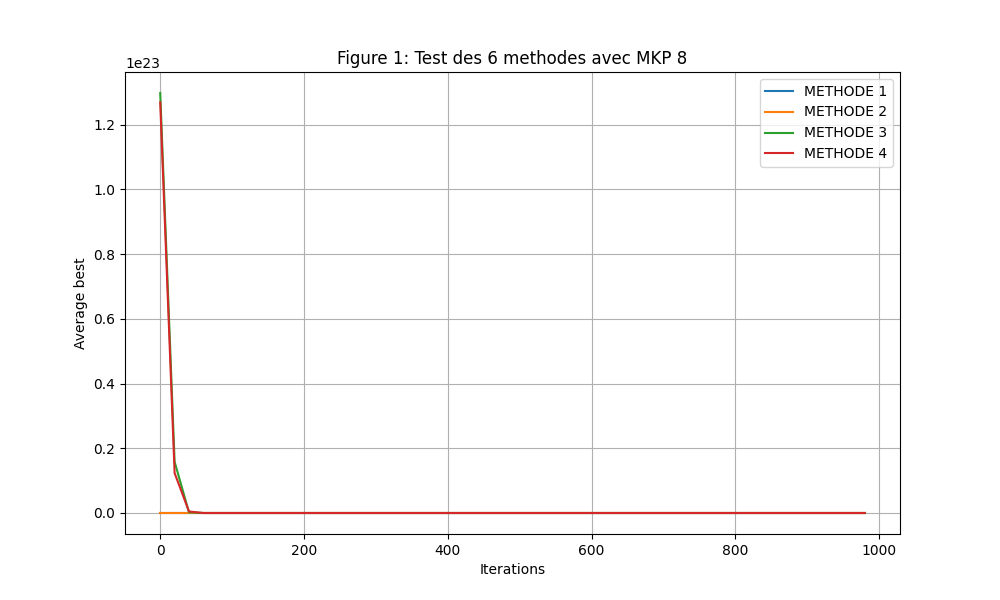 Figure 1: Test des 6 methodes avec MKP 8
1e23
METHODE 1
METHODE 2
METHODE 3
METHODE 4
1.2
1.0
0.8
0.6
0.4
0.2
0.0
Average best
0 200 400 600 800 1000
Iterations